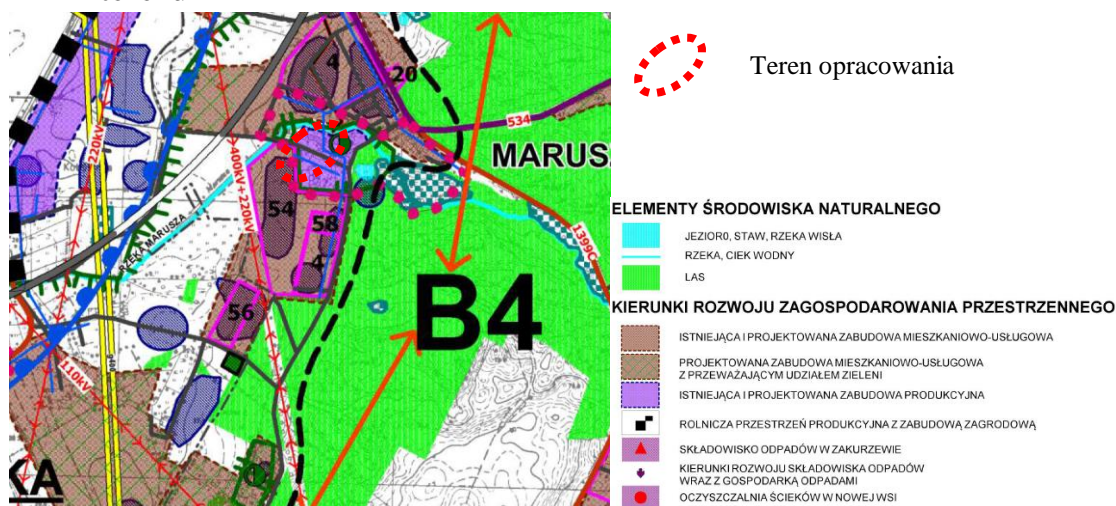 Teren opracowania
220kV
4
20
534
MARUS
400kV+220kV
RZEKA MARUSZA
54
58
4
1399C
B4
56
110kV
KA
ELEMENTY ŚRODOWISKA NATURALNEGO
JEZIOR0, STAW, RZEKA WISŁA
RZEKA, CIEK WODNY
LAS
KIERUNKI ROZWOJU ZAGOSPODAROWANIA PRZESTRZENNEGO
ISTNIEJĄCA I PROJEKTOWANA ZABUDOWA MIESZKANIOWO-USŁUGOWA
PROJEKTOWANA ZABUDOWA MIESZKANIOWO-USŁUGOWA
Z PRZEWAŻAJĄCYM UDZIAŁEM ZIELENI
ISTNIEJĄCA I PROJEKTOWANA ZABUDOWA PRODUKCYJNA
ROLNICZA PRZESTRZEŃ PRODUKCYJNA Z ZABUDOWĄ ZAGRODOWĄ
SKŁADOWISKO ODPADÓW W ZAKURZEWIE
KIERUNKI ROZWOJU SKŁADOWISKA ODPADÓW
WRAZ Z GOSPODARKĄ ODPADAMI
OCZYSZCZALNIA ŚCIEKÓW W NOWEJ WSI